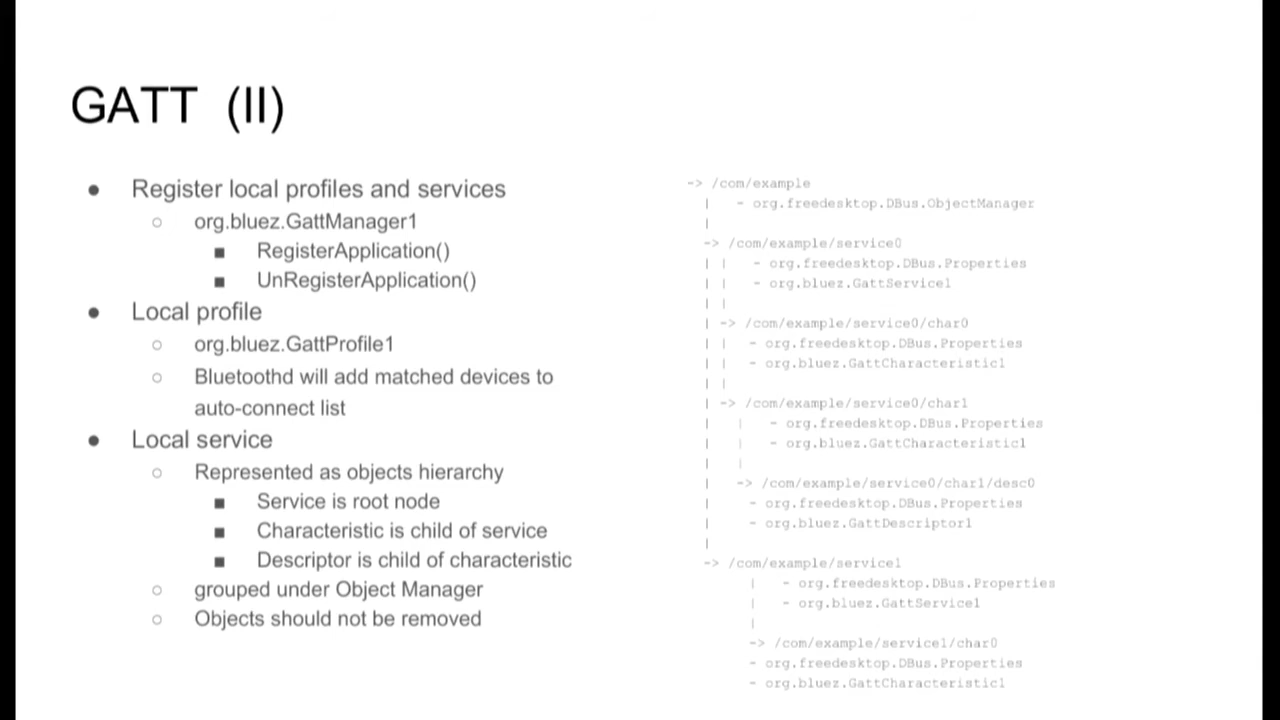 GATT (II)
● Register local profiles and services
○ org.bluez.GattManager1
■ RegisterApplication()
■ UnRegisterApplication()
● Local profile
○ org.bluez.GattProfile1
○ Bluetoothd will add matched devices to
auto-connect list
● Local service
○ Represented as objects hierarchy
■ Service is root node
■ Characteristic is child of service
■ Descriptor is child of characteristic
○ grouped under Object Manager
○ Objects should not be removed
-> /com/example
| - org.freedesktop.DBus.ObjectManager
|
-> /com/example/service0
| | - org.freedesktop.DBus.Properties
| | - org.bluez.GattService1
| |
| -> /com/example/service0/char0
| | - org.freedesktop.DBus.Properties
| | - org.bluez.GattCharacteristic1
| |
| -> /com/example/service0/char1
| | - org.freedesktop.DBus.Properties
| | - org.bluez.GattCharacteristic1
| |
| -> /com/example/service0/char1/desc0
| - org.freedesktop.DBus.Properties
| - org.bluez.GattDescriptor1
|
-> /com/example/service1
| - org.freedesktop.DBus.Properties
| - org.bluez.GattService1
|
-> /com/example/service1/char0
- org.freedesktop.DBus.Properties
- org.bluez.GattCharacteristic1